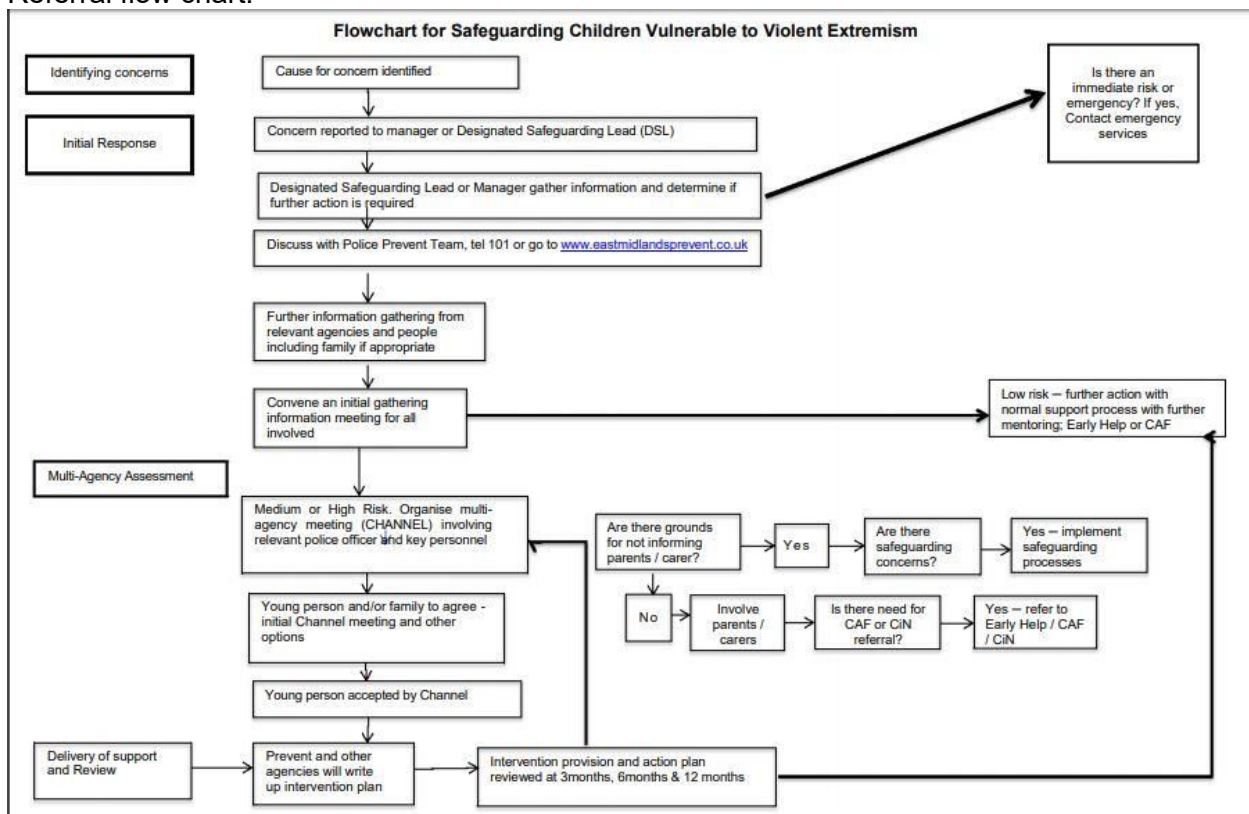 Referral flow chart:
Flowchart for Safeguarding Children Vulnerable to Violent Extremism
Identifying concerns
Cause for concern identified
Is there an
immediate risk or
emergency? If yes,
Contact emergency
services
Initial Response
Concern reported to manager or Designated Safeguarding Lead (DSL)
Designated Safeguarding Lead or Manager gather information and determine if
further action is required
Discuss with Police Prevent Team, tel 101 or go to www.eastmidlandsprevent.co.uk
Further information gathering from
relevant agencies and people
including family if appropriate
Convene an initial gathering
information meeting for all
involved
Low risk – further action with
normal support process with further
mentoring; Early Help or CAF
Multi-Agency Assessment
Medium or High Risk. Organise multi-
agency meeting (CHANNEL) involving
relevant police officer and key personnel
Are there grounds
for not informing
parents / carer?
Yes
Are there
safeguarding
concerns?
Yes – implement
safeguarding
processes
No
Involve
parents /
carers
Is there need for
CAF or CiN
referral?
Yes – refer to
Early Help / CAF
/ CiN
Young person and/or family to agree -
initial Channel meeting and other
options
Young person accepted by Channel
Delivery of support
and Review
Prevent and other
agencies will write
up intervention plan
Intervention provision and action plan
reviewed at 3months, 6months & 12 months